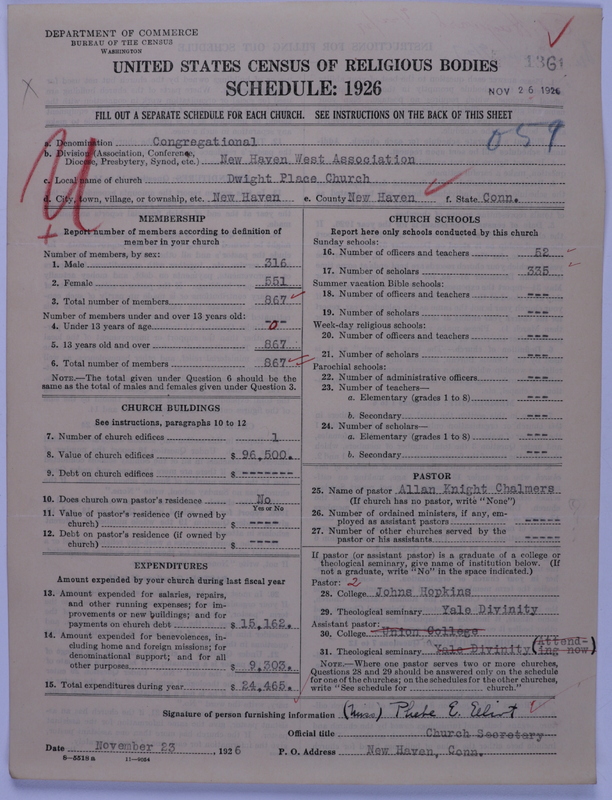 DEPARTMENT OF COMMERCE
BUREAU OF THE CENSUS
WASHINGTON
UNITED STATES CENSUS OF RELIGIOUS BODIES
1361
SCHEDULE: 1926
NOV 26 1926
FILL OUT A SEPARATE SCHEDULE FOR EACH CHURCH. SEE INSTRUCTIONS ON THE BACK OF THIS SHEET
059
a. Denomination Congregational
b. Division (Association, Conference, Diocese, Presbytery, Synod, etc.) New Haven West Association
c. Local name of church Dwight Place Church
d. City, town, village, or township, etc. New Haven e. County New Haven f. State Conn.
MEMBERSHIP
Report number of members according to definition of
member in your church
Number of members, by sex:
1. Male 316
2. Female 551
3. Total number of members 867
Number of members under and over 13 years old:
4. Under 13 years of age 0
5. 13 years old and over 867
6. Total number of members 867
NOTE.—The total given under Question 6 should be the
same as the total of males and females given under Question 3.
CHURCH BUILDINGS
See instructions, paragraphs 10 to 12
7. Number of church edifices 1
8. Value of church edifices $ 96,500.
9. Debt on church edifices $ -------
10. Does church own pastor's residence No
Yes or No
11. Value of pastor's residence (if owned by
church) $ ----
12. Debt on pastor's residence (if owned by
church) $ ----
EXPENDITURES
Amount expended by your church during last fiscal year
13. Amount expended for salaries, repairs,
and other running expenses; for im-
provements or new buildings; and for
payments on church debt $ 15,162.
14. Amount expended for benevolences, in-
cluding home and foreign missions; for
denominational support; and for all
other purposes $ 9,303.
15. Total expenditures during year $ 24,465.
CHURCH SCHOOLS
Report here only schools conducted by this church
Sunday schools:
16. Number of officers and teachers 52
17. Number of scholars 335
Summer vacation Bible schools:
18. Number of officers and teachers ---
19. Number of scholars ---
Week-day religious schools:
20. Number of officers and teachers ---
21. Number of scholars ---
Parochial schools:
22. Number of administrative officers ---
23. Number of teachers—
a. Elementary (grades 1 to 8) ---
b. Secondary ---
24. Number of scholars—
a. Elementary (grades 1 to 8) ---
b. Secondary ---
PASTOR
25. Name of pastor Allan Knight Chalmers
(If church has no pastor, write "None")
26. Number of ordained ministers, if any, em-
ployed as assistant pastors -----
27. Number of other churches served by the
pastor or his assistants -----
If pastor (or assistant pastor) is a graduate of a college or
theological seminary, give name of institution below. (If
not a graduate, write "No" in the space indicated.)
Pastor: 2
28. College Johns Hopkins
29. Theological seminary Yale Divinity
Assistant pastor:
30. College Union College
31. Theological seminary Yale Divinity (Attend-
ing now)
NOTE.—Where one pastor serves two or more churches,
Questions 28 and 29 should be answered only on the schedule
for one of the churches; on the schedules for the other churches,
write "See schedule for church."
Signature of person furnishing information (Miss) Phebe E. Elliot
Official title Church Secretary
Date November 23, 1926 P. O. Address New Haven, Conn.
8-5518 a 11-9054